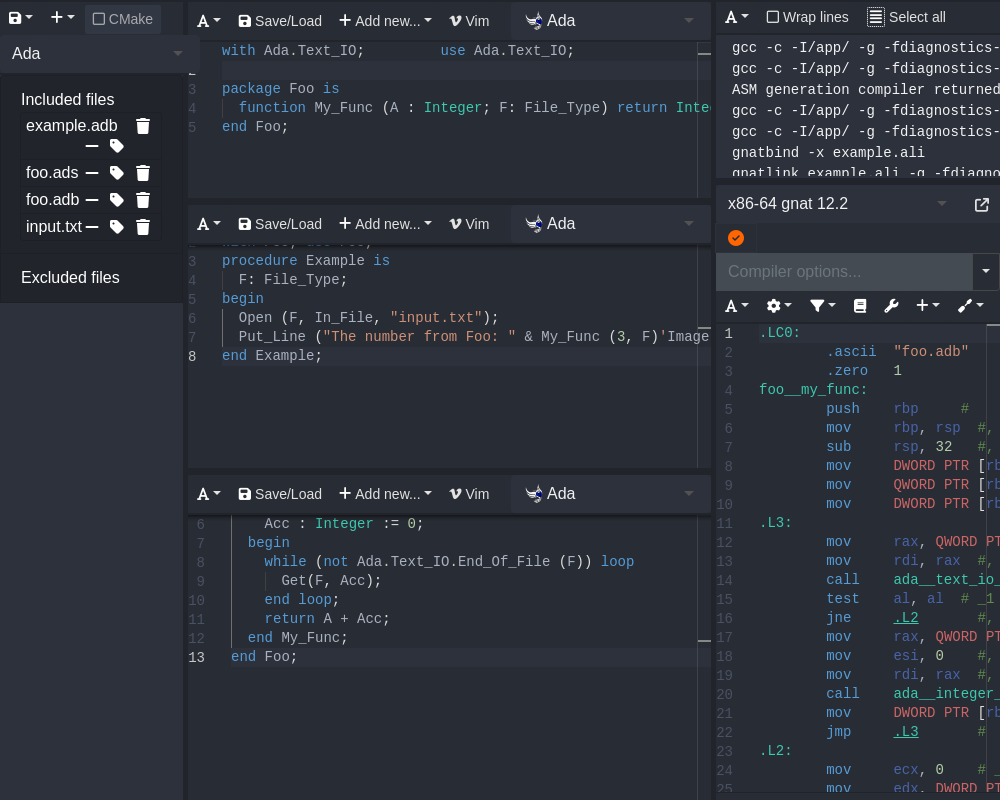 CMake
Ada
Included files
example.adb
foo.ads
foo.adb
input.txt
Excluded files
A Save/Load Add new... Vim Ada
with Ada.Text_IO; use Ada.Text_IO;
2
3 package Foo is
4 function My_Func (A : Integer; F: File_Type) return Inte
5 end Foo;
A Save/Load Add new... Vim Ada
3 procedure Example is
4 F: File_Type;
5 begin
6 Open (F, In_File, "input.txt");
7 Put_Line ("The number from Foo: " & My_Func (3, F)'Image
8 end Example;
A Save/Load Add new... Vim Ada
6 Acc : Integer := 0;
7 begin
8 while (not Ada.Text_IO.End_Of_File (F)) loop
9 Get(F, Acc);
10 end loop;
11 return A + Acc;
12 end My_Func;
13 end Foo;
A Wrap lines Select all
gcc -c -I/app/ -g -fdiagnostics-
gcc -c -I/app/ -g -fdiagnostics-
ASM generation compiler returned
gcc -c -I/app/ -g -fdiagnostics-
gcc -c -I/app/ -g -fdiagnostics-
gnatbind -x example.ali
gnatlink example.ali -g -fdiagno
x86-64 gnat 12.2
Compiler options...
A
1 .LC0:
2 .ascii "foo.adb"
3 .zero 1
4 foo__my_func:
5 push rbp #
6 mov rbp, rsp #,
7 sub rsp, 32 #,
8 mov DWORD PTR [rb
9 mov QWORD PTR [rb
10 mov DWORD PTR [rb
11 .L3:
12 mov rax, QWORD PT
13 mov rdi, rax #,
14 call ada__text_io_
15 test al, al # _1
16 jne .L2 #,
17 mov rax, QWORD PT
18 mov esi, 0 #,
19 mov rdi, rax #,
20 call ada__integer_
21 mov DWORD PTR [rb
22 jmp .L3 #
23 .L2:
24 mov ecx, 0 # _
25 mov edx, DWORD PT